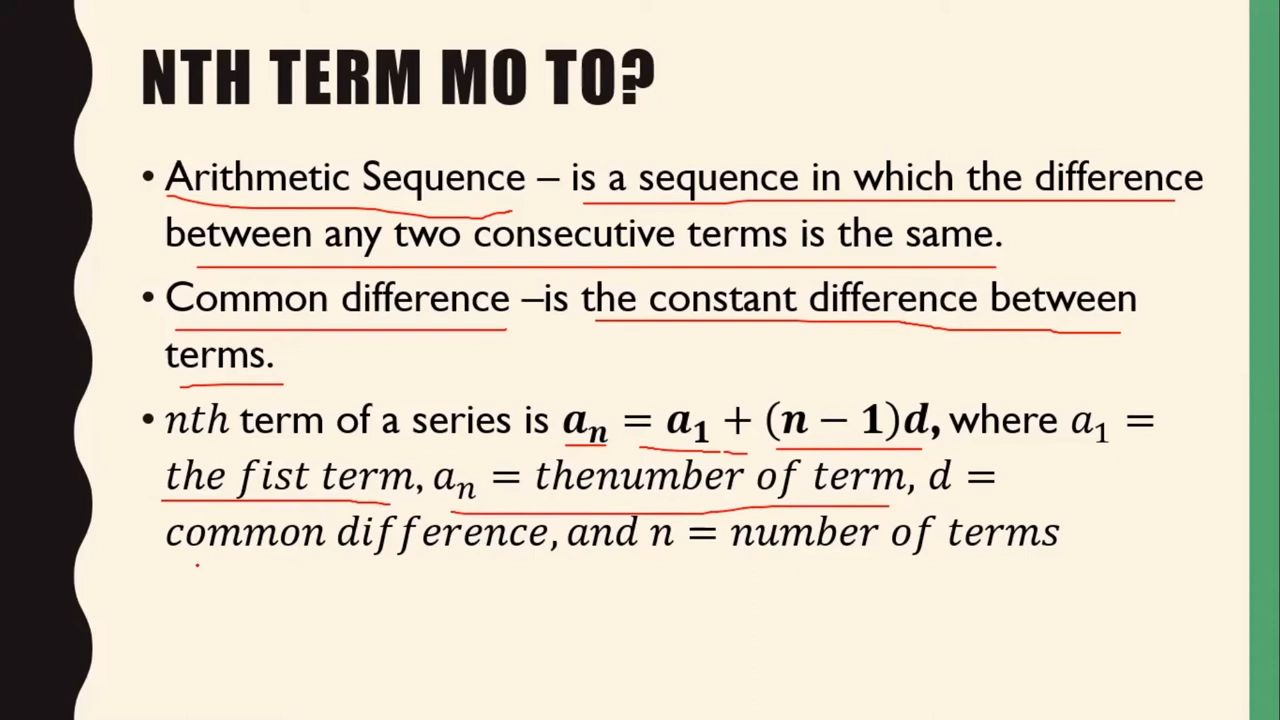 NTH TERM MO TO?
• Arithmetic Sequence – is a sequence in which the difference
between any two consecutive terms is the same.
• Common difference –is the constant difference between
terms.
• nth term of a series is aₙ = a₁ + (n − 1)d, where a₁ =
the fist term, aₙ = thenumber of term, d =
common difference, and n = number of terms